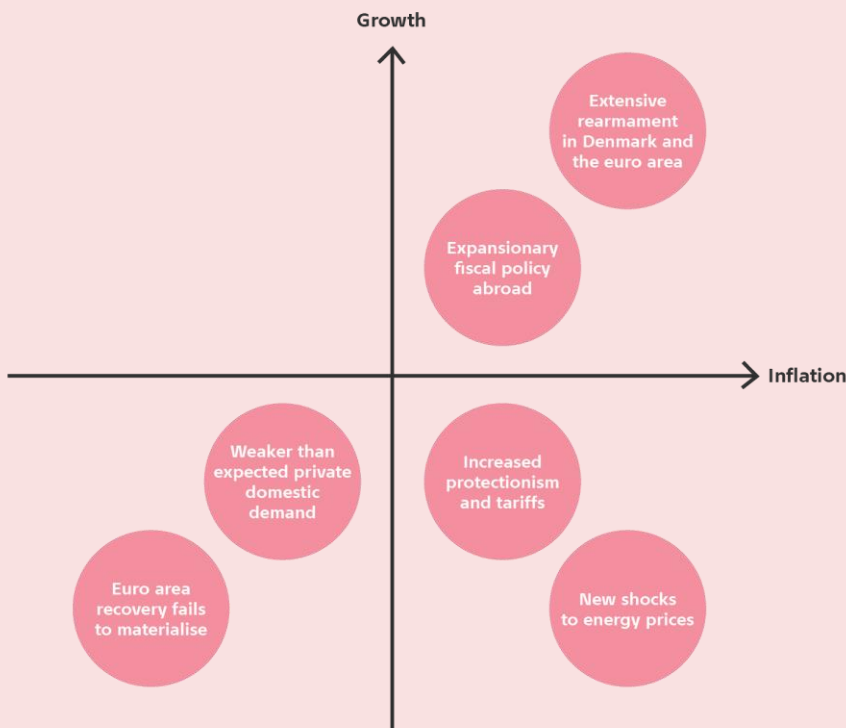 Growth
Extensive
rearmament
in Denmark and
the euro area
Expansionary
fiscal policy
abroad
Inflation
Weaker than
expected private
domestic
demand
Increased
protectionism
and tariffs
Euro area
recovery fails
to materialise
New shocks
to energy prices